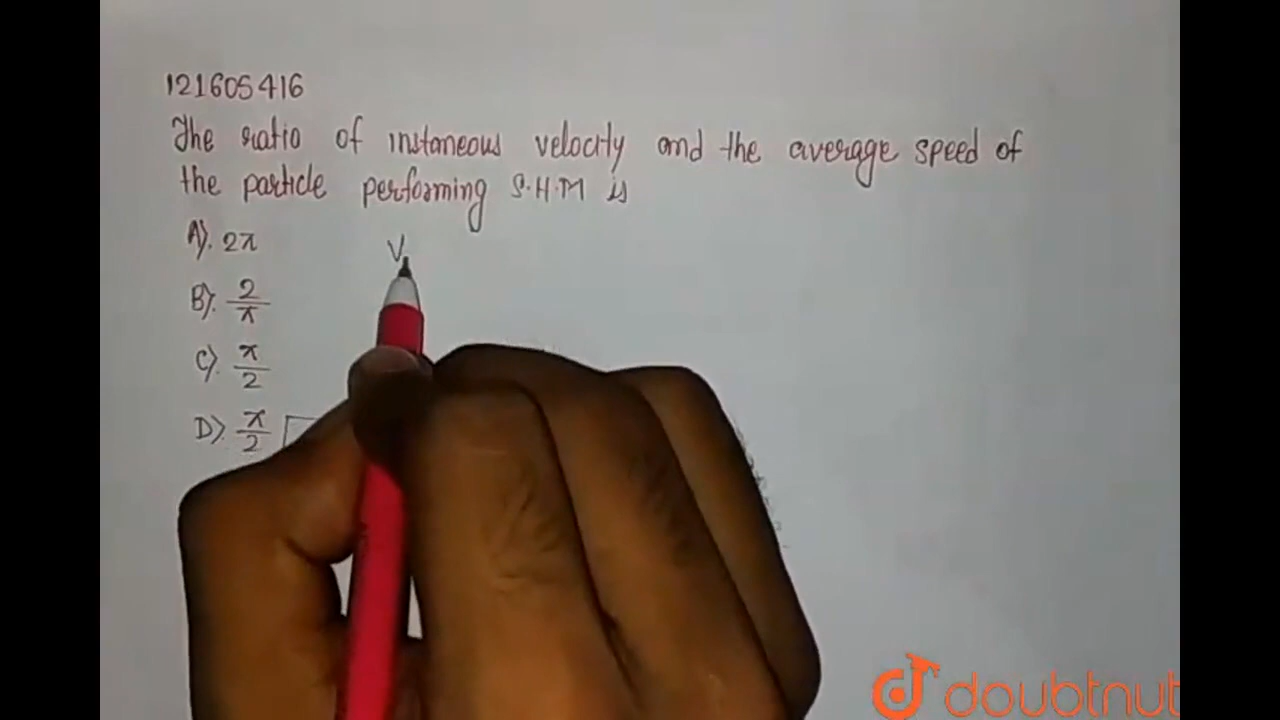 121605416
The ratio of instaneous velocity and the average speed of
the particle performing S.H.M is
A). 2π
B). 2/π
C). π/2
D). π/2
V
doubtnut